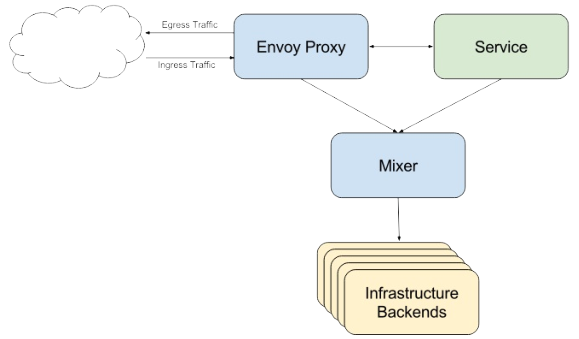 Egress Traffic
Ingress Traffic
Envoy Proxy
Service
Mixer
Infrastructure
Backends